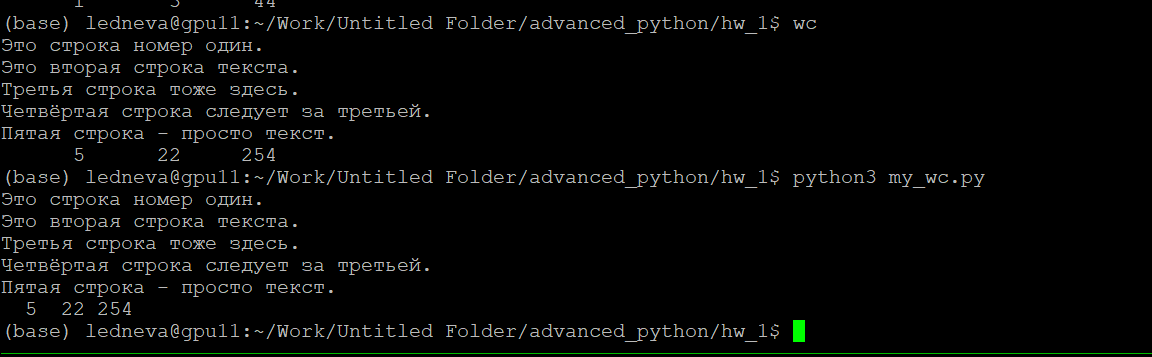 1 3 44
(base) ledneva@gpu11:~/Work/Untitled Folder/advanced_python/hw_1$ wc
Это строка номер один.
Это вторая строка текста.
Третья строка тоже здесь.
Четвёртая строка следует за третьей.
Пятая строка – просто текст.
5 22 254
(base) ledneva@gpu11:~/Work/Untitled Folder/advanced_python/hw_1$ python3 my_wc.py
Это строка номер один.
Это вторая строка текста.
Третья строка тоже здесь.
Четвёртая строка следует за третьей.
Пятая строка – просто текст.
5 22 254
(base) ledneva@gpu11:~/Work/Untitled Folder/advanced_python/hw_1$